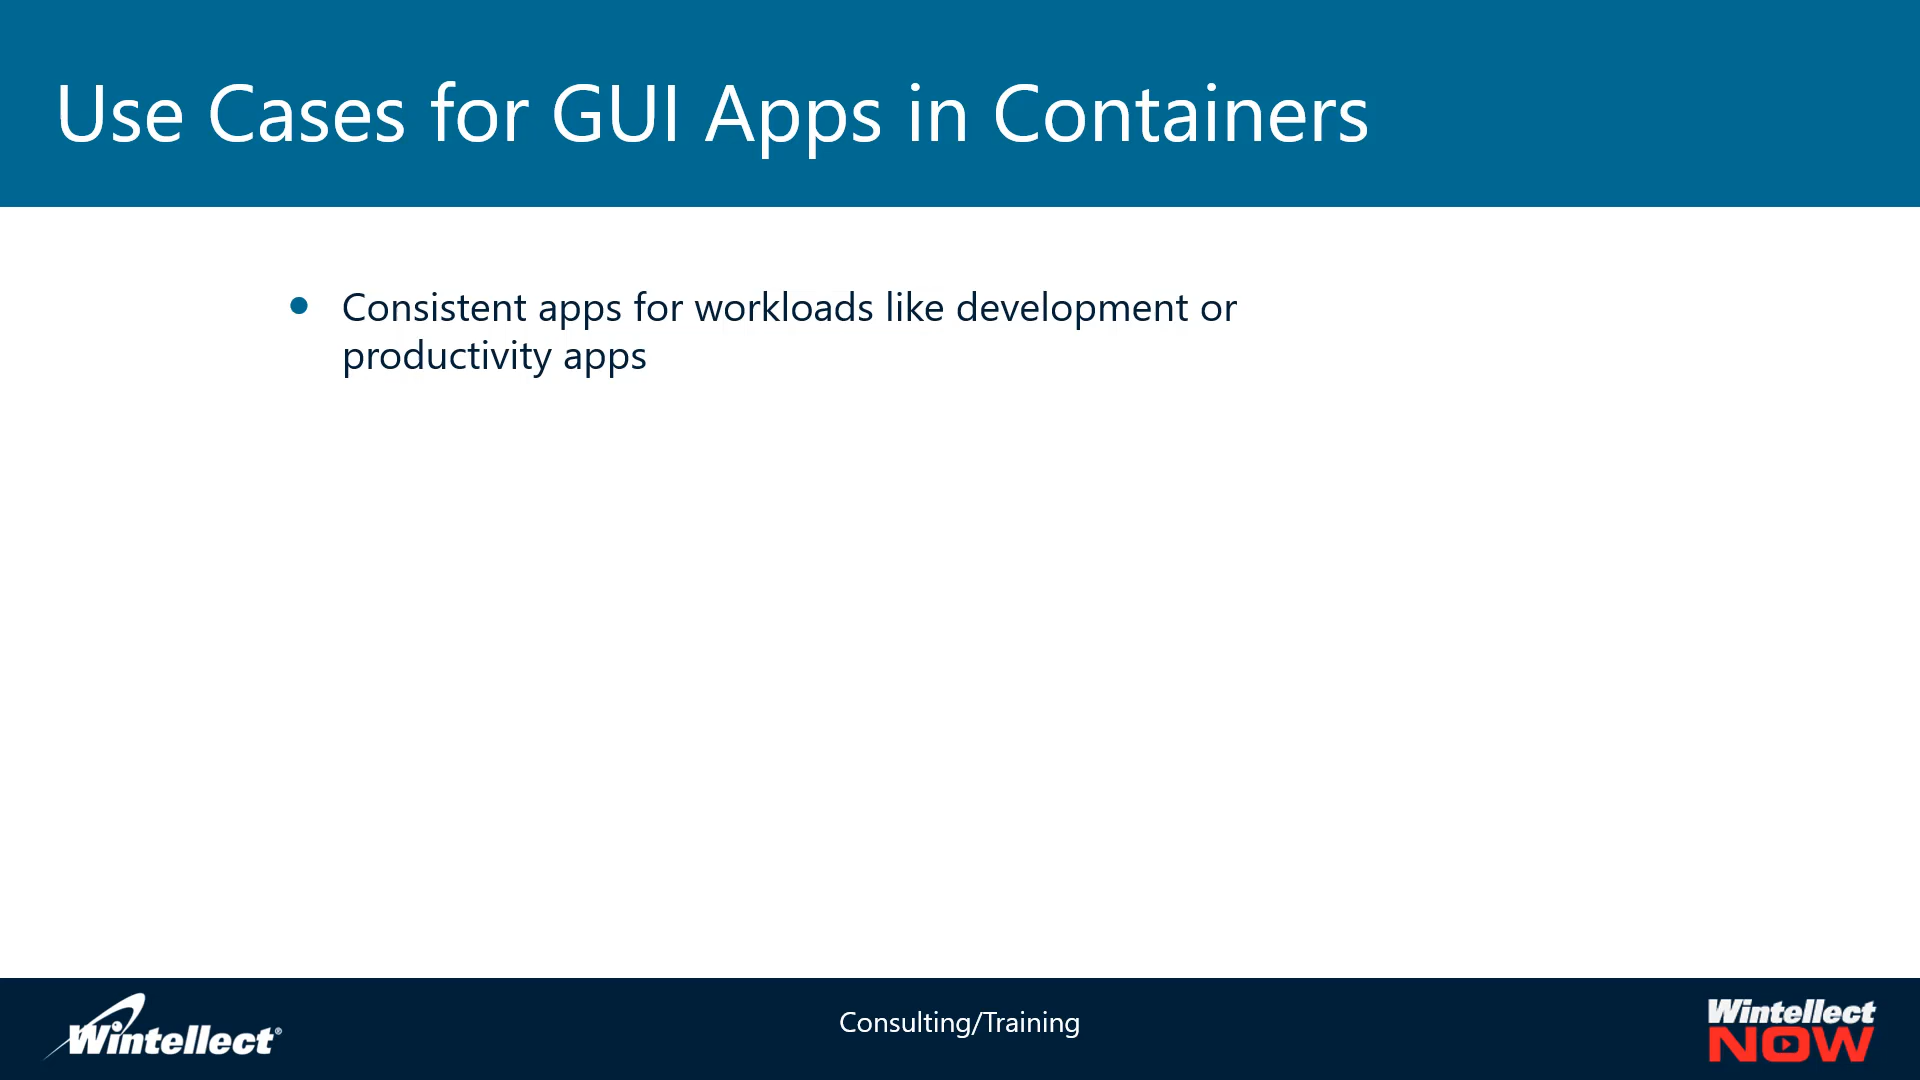 Use Cases for GUI Apps in Containers
• Consistent apps for workloads like development or
productivity apps
Wintellect®
Consulting/Training
Wintellect
NOW